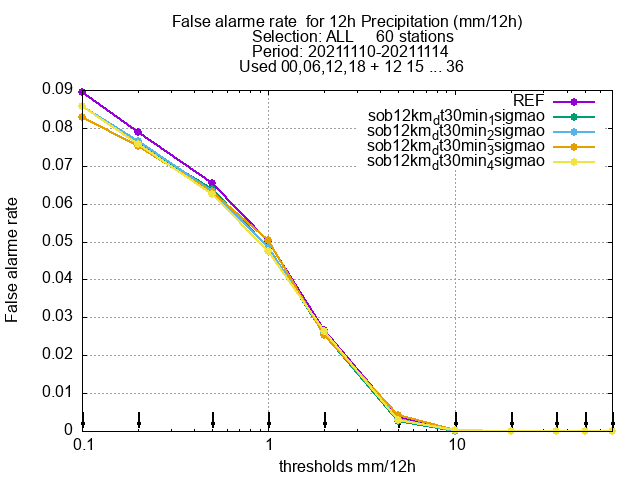 False alarme rate  for 12h Precipitation (mm/12h)
Selection: ALL     60 stations
Period: 20211110-20211114
Used 00,06,12,18 + 12 15 ... 36
REF
sob12km_dt30min_1sigmao
sob12km_dt30min_2sigmao
sob12km_dt30min_3sigmao
sob12km_dt30min_4sigmao
0.09
0.08
0.07
0.06
0.05
0.04
0.03
0.02
0.01
0
False alarme rate
0.1 1 10
thresholds mm/12h